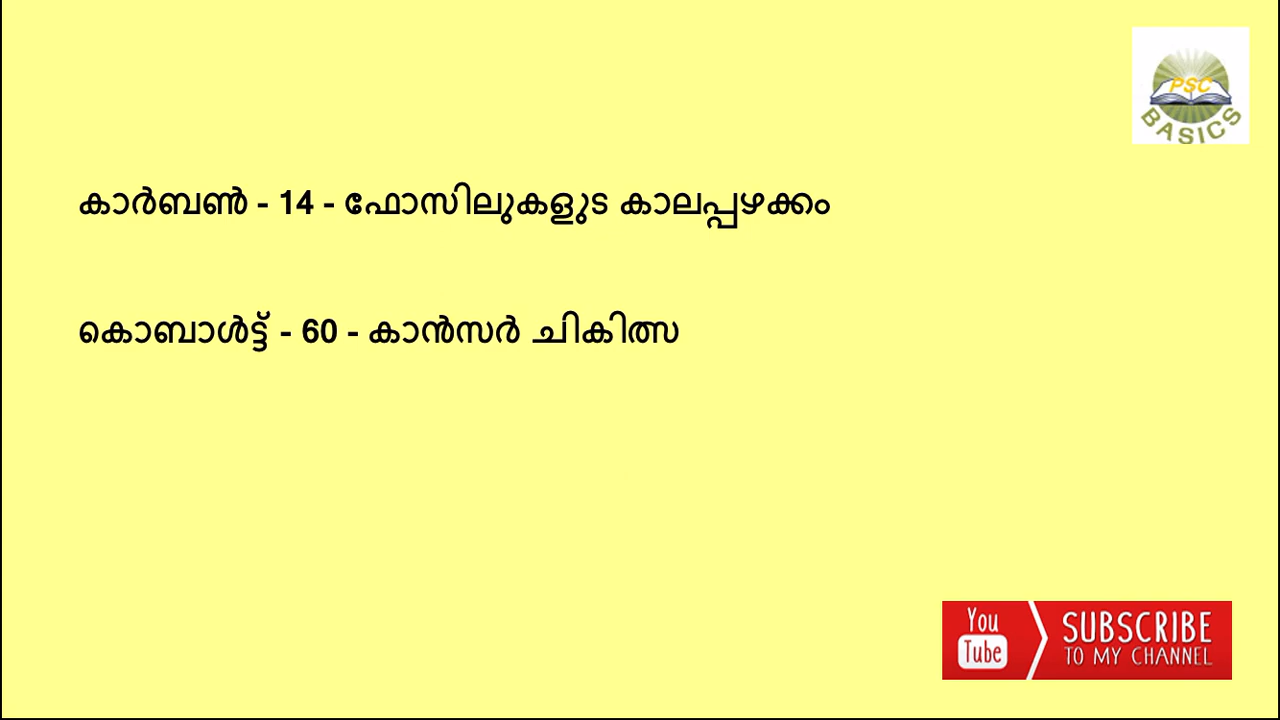 PSC
BASICS
കാർബൺ - 14 - ഫോസിലുകളുട കാലപ്പഴക്കം
കൊബാൾട്ട് - 60 - കാൻസർ ചികിത്സ
You
Tube
SUBSCRIBE
TO MY CHANNEL